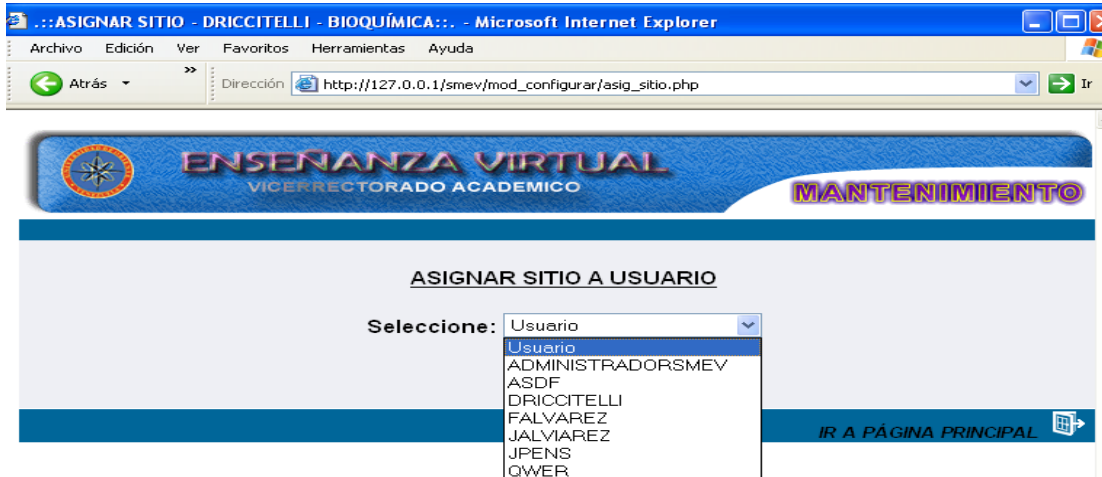 .::ASIGNAR SITIO - DRICCITELLI - BIOQUÍMICA::. - Microsoft Internet Explorer
Archivo Edición Ver Favoritos Herramientas Ayuda
Atrás » Dirección http://127.0.0.1/smev/mod_configurar/asig_sitio.php Ir
ENSEÑANZA VIRTUAL
VICERRECTORADO ACADEMICO
MANTENIMIENTO
ASIGNAR SITIO A USUARIO
Seleccione: Usuario
Usuario
ADMINISTRADORSMEV
ASDF
DRICCITELLI
FALVAREZ
JALVIAREZ
JPENS
QWER
IR A PÁGINA PRINCIPAL